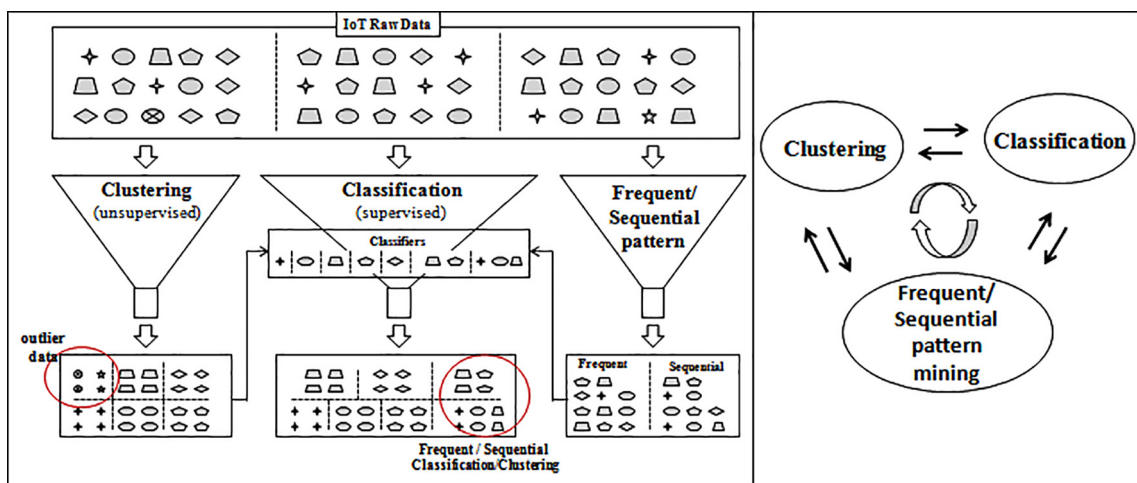 IoT Raw Data
Clustering
(unsupervised)
Classification
(supervised)
Frequent/
Sequential
pattern
Classifiers
outlier
data
Frequent
Sequential
Frequent / Sequential
Classification/Clustering
Clustering
Classification
Frequent/
Sequential
pattern
mining